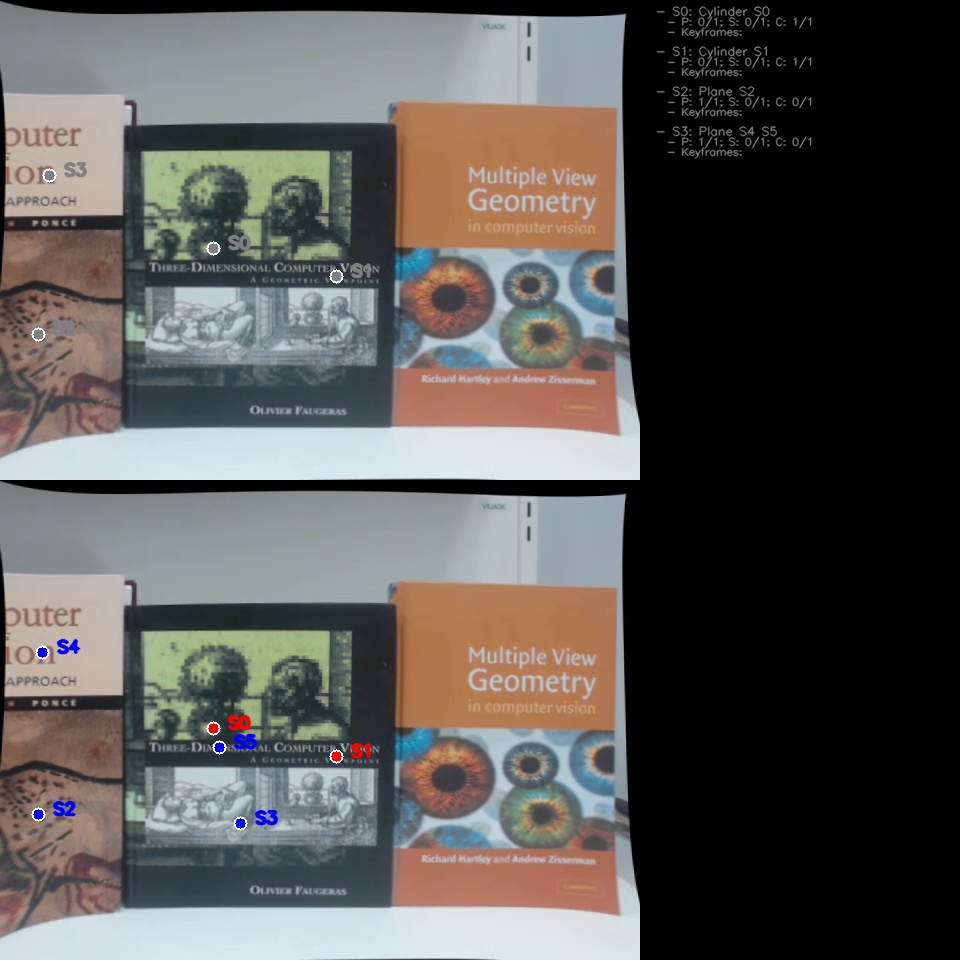 - S0: Cylinder S0
- P: 0/1; S: 0/1; C: 1/1
- Keyframes:
- S1: Cylinder S1
- P: 0/1; S: 0/1; C: 1/1
- Keyframes:
- S2: Plane S2
- P: 1/1; S: 0/1; C: 0/1
- Keyframes:
- S3: Plane S4 S5
- P: 1/1; S: 0/1; C: 0/1
- Keyframes:
puter
ion
S3
APPROACH
PONCE
S0
THREE-DIMENSIONAL COMPUTER VISION
S1
A GEOMETRIC VIEWPOINT
OLIVIER FAUGERAS
Multiple View
Geometry
in computer vision
Richard Hartley and Andrew Zisserman
puter
S4
ion
APPROACH
PONCE
S0
S5
THREE-DIMENSIONAL COMPUTER VISION
S1
A GEOMETRIC VIEWPOINT
S2
S3
OLIVIER FAUGERAS
Multiple View
Geometry
in computer vision
Richard Hartley and Andrew Zisserman